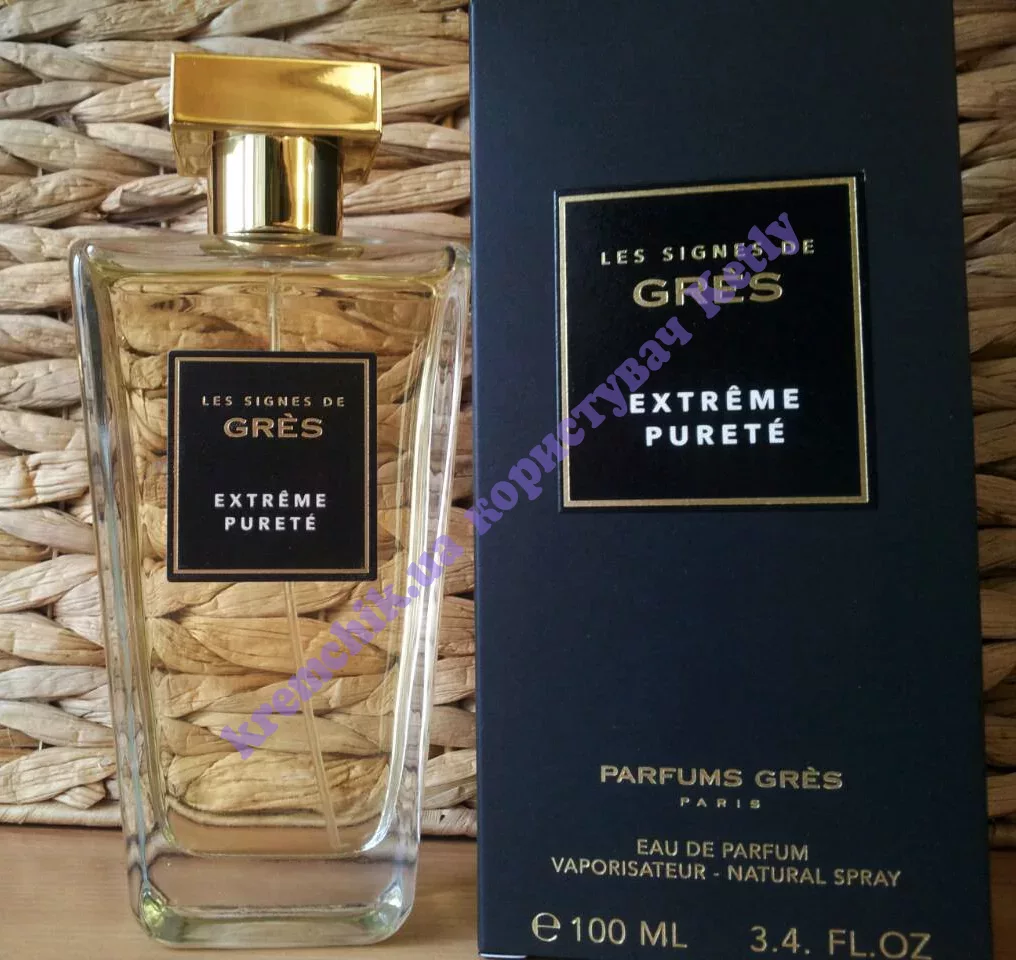 LES SIGNES DE
GRÈS
EXTRÊME
PURETÉ
LES SIGNES DE
GRÈS
EXTRÊME
PURETÉ
PARFUMS GRÈS
PARIS
EAU DE PARFUM
VAPORISATEUR - NATURAL SPRAY
℮ 100 ML 3.4. FL.OZ
kremchik.ua користувач Ketly